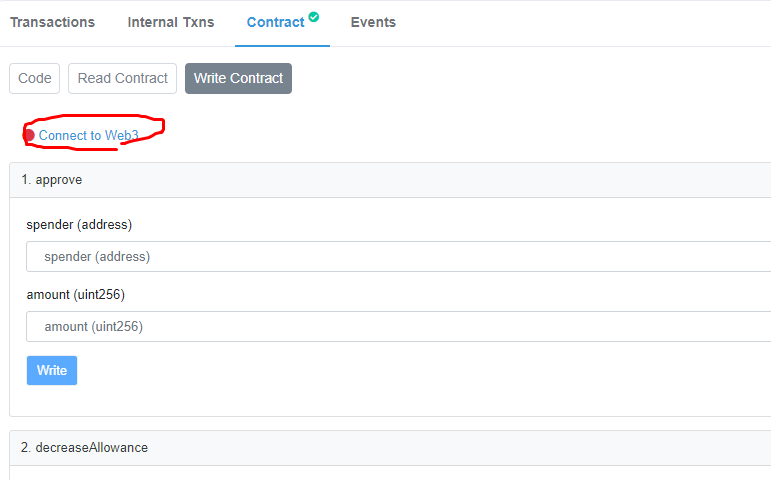 Transactions Internal Txns Contract Events
Code Read Contract Write Contract
Connect to Web3
1. approve
spender (address)
spender (address)
amount (uint256)
amount (uint256)
Write
2. decreaseAllowance